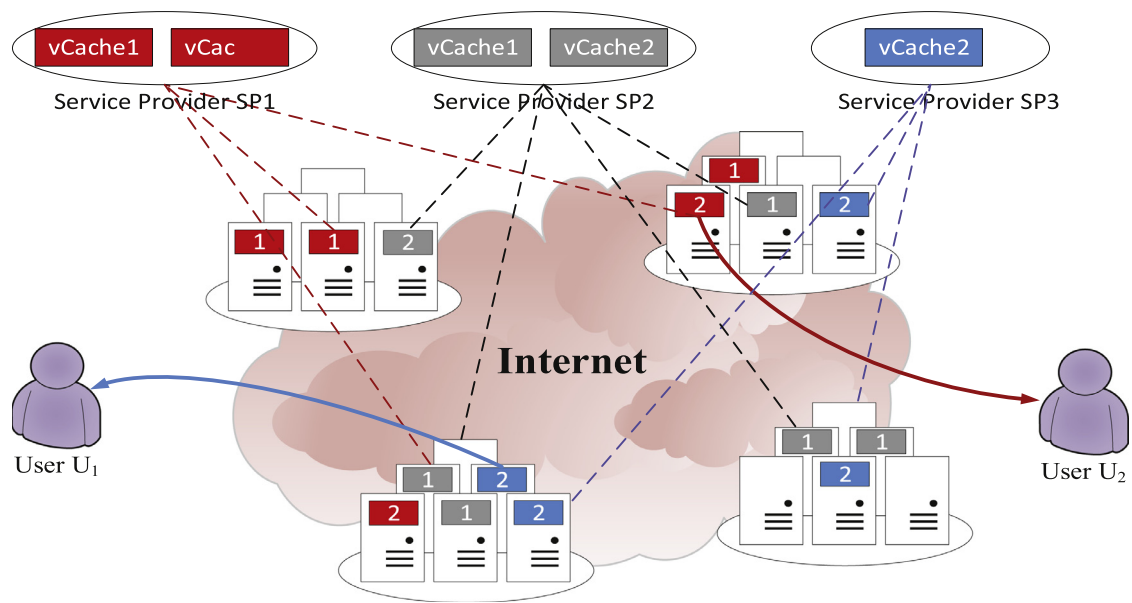 vCache1 vCac vCache1 vCache2 vCache2
Service Provider SP1 Service Provider SP2 Service Provider SP3
1
2 1 2
1 1 2
Internet
User U1
User U2
1 1
2
1 2
2 1 2